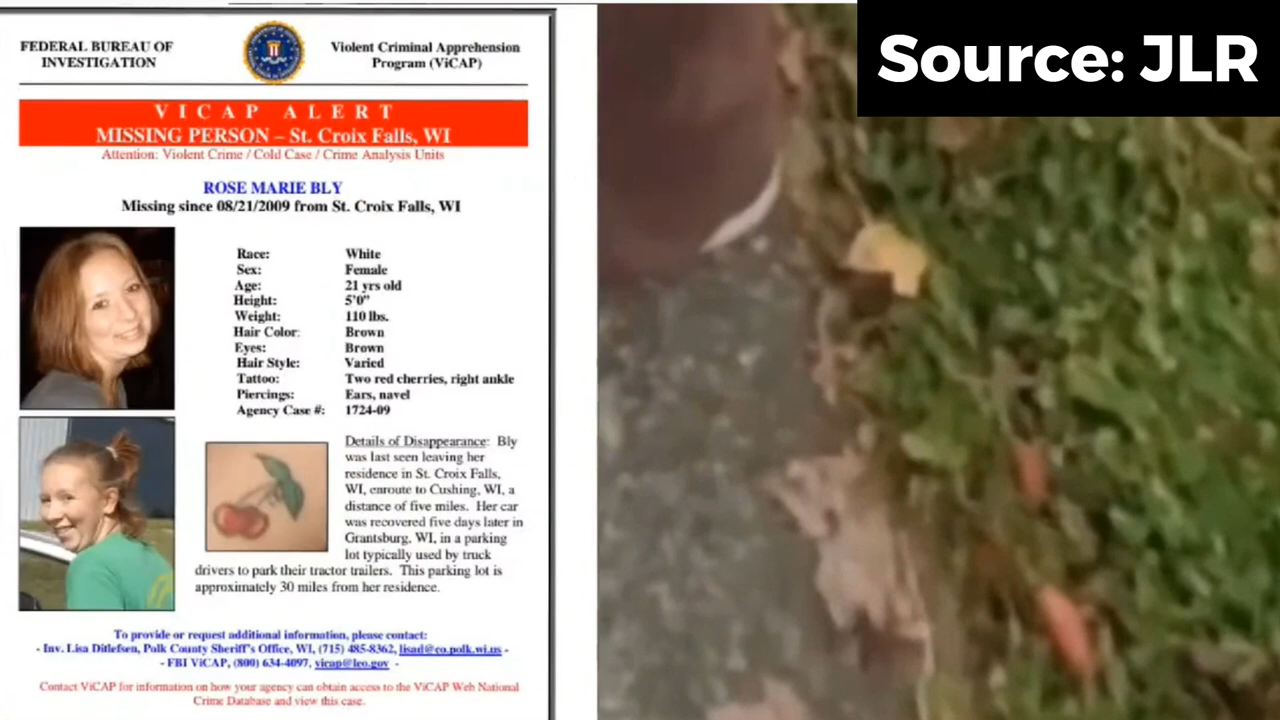 FEDERAL BUREAU OF
INVESTIGATION
Violent Criminal Apprehension
Program (ViCAP)
VICAP ALERT
MISSING PERSON – St. Croix Falls, WI
Attention: Violent Crime / Cold Case / Crime Analysis Units
ROSE MARIE BLY
Missing since 08/21/2009 from St. Croix Falls, WI
Race: White
Sex: Female
Age: 21 yrs old
Height: 5'0"
Weight: 110 lbs.
Hair Color: Brown
Eyes: Brown
Hair Style: Varied
Tattoo: Two red cherries, right ankle
Piercings: Ears, navel
Agency Case #: 1724-09
Details of Disappearance: Bly
was last seen leaving her
residence in St. Croix Falls,
WI, enroute to Cushing, WI, a
distance of five miles. Her car
was recovered five days later in
Grantsburg, WI, in a parking
lot typically used by truck
drivers to park their tractor trailers. This parking lot is
approximately 30 miles from her residence.
To provide or request additional information, please contact:
- Inv. Lisa Ditlefsen, Polk County Sheriff's Office, WI, (715) 485-8362, lisad@co.polk.wi.us -
- FBI ViCAP, (800) 634-4097, vicap@leo.gov -
Contact ViCAP for information on how your agency can obtain access to the ViCAP Web National
Crime Database and view this case.
Source: JLR